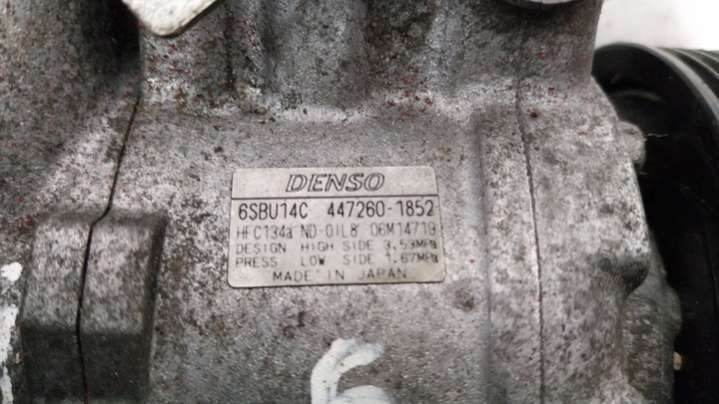 DENSO
6SBU14C 447260-1852
HFC134a ND-OIL8 06M14719
DESIGN HIGH SIDE 3.53MPa
PRESS LOW SIDE 1.67MPa
MADE IN JAPAN
6